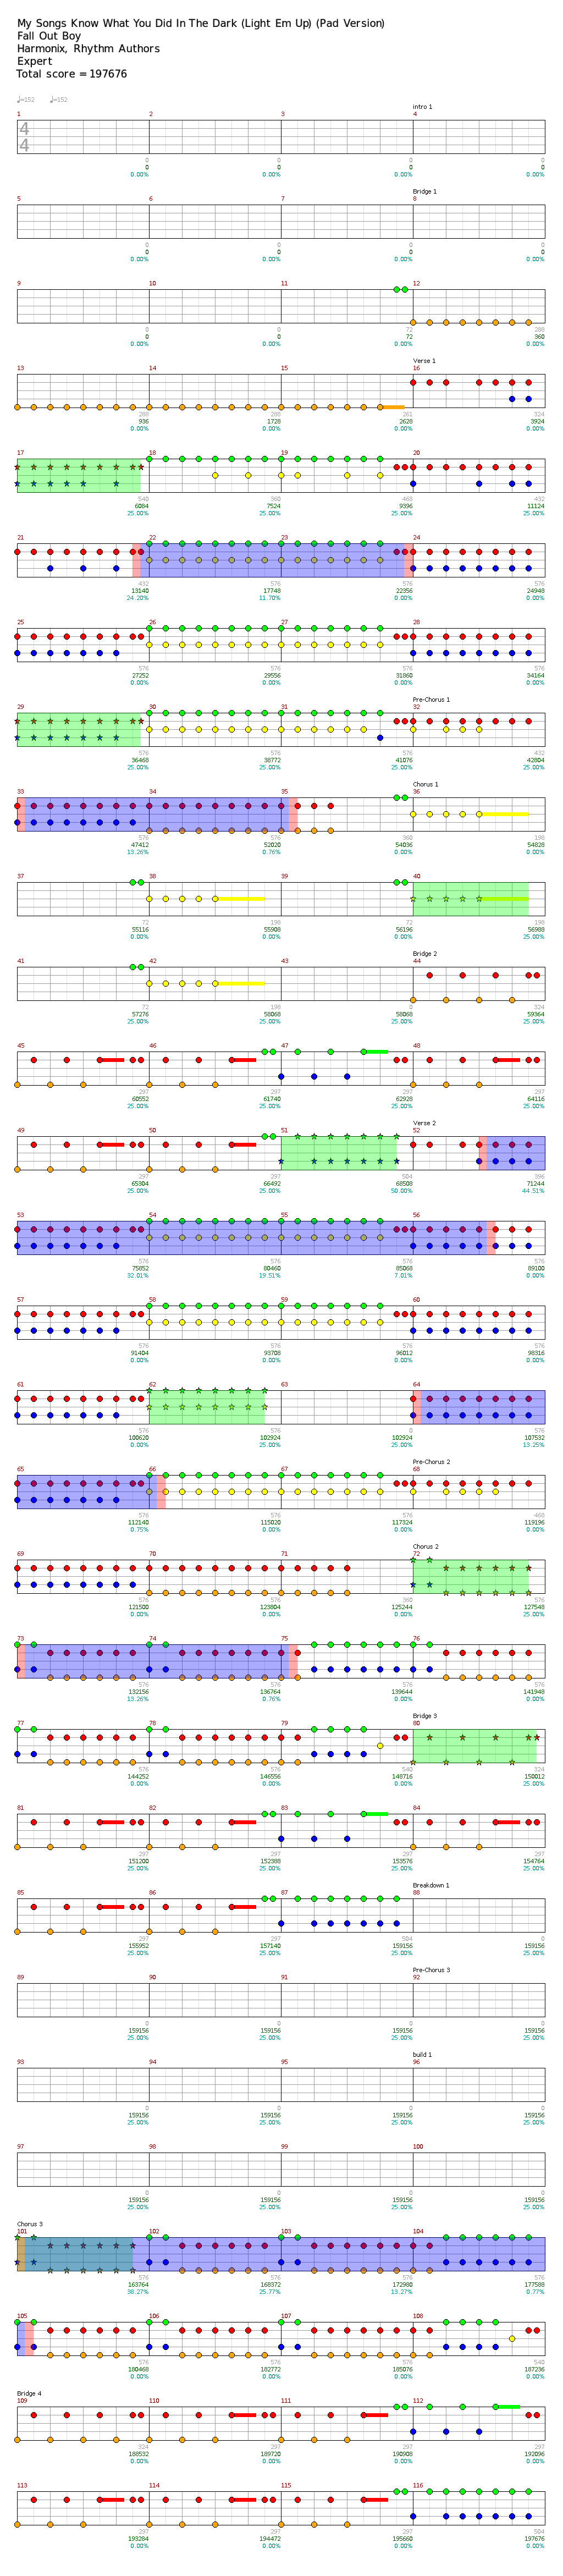 My Songs Know What You Did In The Dark (Light Em Up) (Pad Version)
Fall Out Boy
Harmonix, Rhythm Authors
Expert
Total score = 197676
♩=152 ♩=152
intro 1
1 2 3 4
4
4
0 0 0 0
0 0 0 0
0.00% 0.00% 0.00% 0.00%
Bridge 1
5 6 7 8
0 0 0 0
0 0 0 0
0.00% 0.00% 0.00% 0.00%
9 10 11 12
0 0 72 288
0 0 72 360
0.00% 0.00% 0.00% 0.00%
Verse 1
13 14 15 16
288 288 261 324
936 1728 2628 3924
0.00% 0.00% 0.00% 0.00%
17 18 19 20
540 360 468 432
6084 7524 9396 11124
25.00% 25.00% 25.00% 25.00%
21 22 23 24
432 576 576 576
13140 17748 22356 24948
24.20% 11.70% 0.00% 0.00%
25 26 27 28
576 576 576 576
27252 29556 31860 34164
0.00% 0.00% 0.00% 0.00%
Pre-Chorus 1
29 30 31 32
576 576 576 432
36468 38772 41076 42804
25.00% 25.00% 25.00% 25.00%
Chorus 1
33 34 35 36
576 576 360 198
47412 52020 54036 54828
13.26% 0.76% 0.00% 0.00%
37 38 39 40
72 198 72 198
55116 55908 56196 56988
0.00% 0.00% 0.00% 25.00%
Bridge 2
41 42 43 44
72 198 0 324
57276 58068 58068 59364
25.00% 25.00% 25.00% 25.00%
45 46 47 48
297 297 297 297
60552 61740 62928 64116
25.00% 25.00% 25.00% 25.00%
Verse 2
49 50 51 52
297 297 504 396
65304 66492 68508 71244
25.00% 25.00% 50.00% 44.51%
53 54 55 56
576 576 576 576
75852 80460 85068 89100
32.01% 19.51% 7.01% 0.00%
57 58 59 60
576 576 576 576
91404 93708 96012 98316
0.00% 0.00% 0.00% 0.00%
61 62 63 64
576 576 0 576
100620 102924 102924 107532
0.00% 25.00% 25.00% 13.25%
Pre-Chorus 2
65 66 67 68
576 576 576 468
112140 115020 117324 119196
0.75% 0.00% 0.00% 0.00%
Chorus 2
69 70 71 72
576 576 360 576
121500 123804 125244 127548
0.00% 0.00% 0.00% 25.00%
73 74 75 76
576 576 576 576
132156 136764 139644 141948
13.26% 0.76% 0.00% 0.00%
Bridge 3
77 78 79 80
576 576 540 324
144252 146556 148716 150012
0.00% 0.00% 0.00% 25.00%
81 82 83 84
297 297 297 297
151200 152388 153576 154764
25.00% 25.00% 25.00% 25.00%
Breakdown 1
85 86 87 88
297 297 504 0
155952 157140 159156 159156
25.00% 25.00% 25.00% 25.00%
Pre-Chorus 3
89 90 91 92
0 0 0 0
159156 159156 159156 159156
25.00% 25.00% 25.00% 25.00%
build 1
93 94 95 96
0 0 0 0
159156 159156 159156 159156
25.00% 25.00% 25.00% 25.00%
97 98 99 100
0 0 0 0
159156 159156 159156 159156
25.00% 25.00% 25.00% 25.00%
Chorus 3
101 102 103 104
576 576 576 576
163764 168372 172980 177588
38.27% 25.77% 13.27% 0.77%
105 106 107 108
576 576 576 540
180468 182772 185076 187236
0.00% 0.00% 0.00% 0.00%
Bridge 4
109 110 111 112
324 297 297 297
188532 189720 190908 192096
0.00% 0.00% 0.00% 0.00%
113 114 115 116
297 297 297 504
193284 194472 195660 197676
0.00% 0.00% 0.00% 0.00%